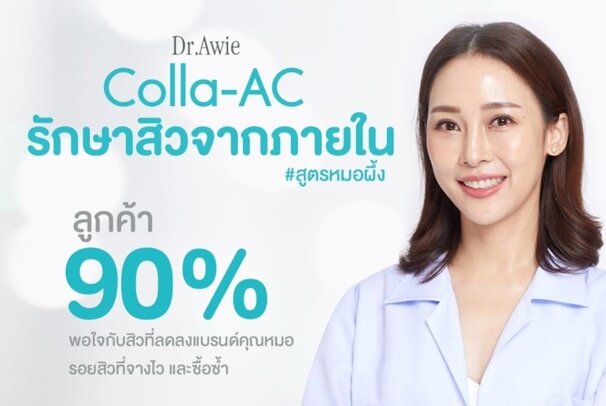 Dr.Awie
Colla-AC
รักษาสิวจากภายใน
#สูตรหมอผึ้ง
ลูกค้า
90%
พอใจกับสิวที่ลดลงแบรนด์คุณหมอ
รอยสิวที่จางไว และซื้อซ้ำ